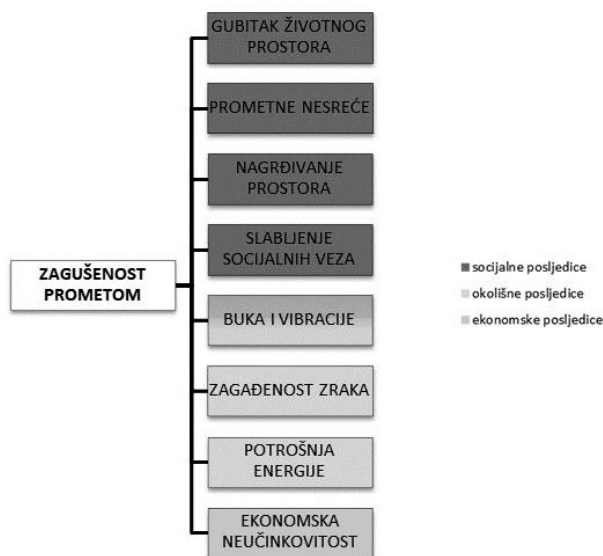 GUBITAK ŽIVOTNOG
PROSTORA
PROMETNE NESREĆE
NAGRĐIVANJE
PROSTORA
SLABLJENJE
SOCIJALNIH VEZA
ZAGUŠENOST
PROMETOM
BUKA I VIBRACIJE
ZAGAĐENOST ZRAKA
POTROŠNJA
ENERGIJE
EKONOMSKA
NEUČINKOVITOST
socijalne posljedice
okolišne posljedice
ekonomske posljedice